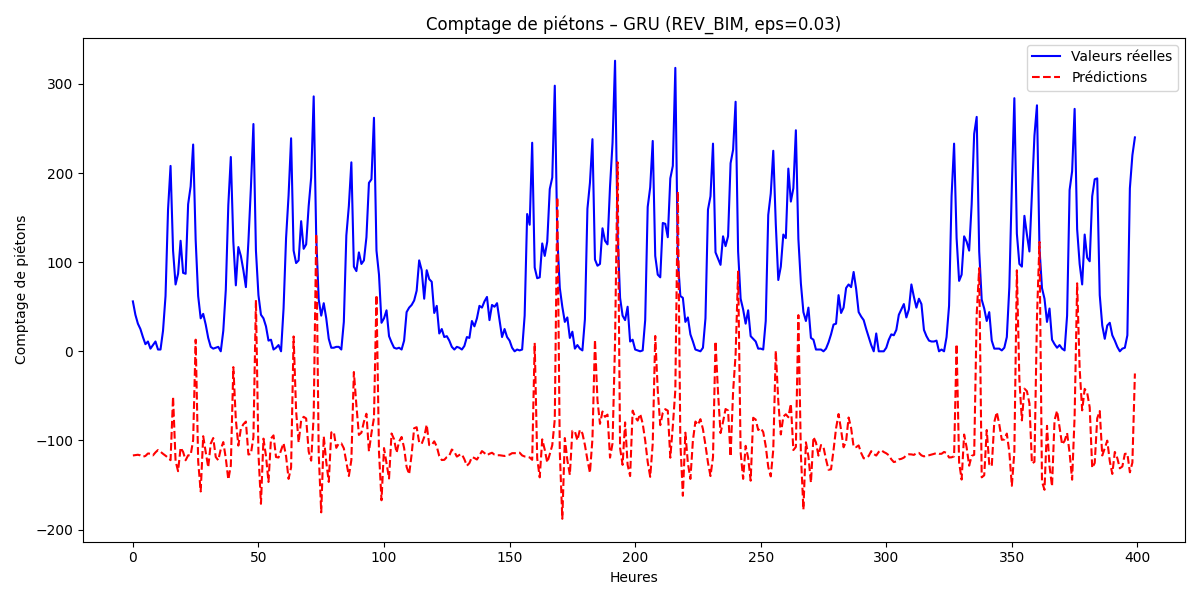 Comptage de piétons – GRU (REV_BIM, eps=0.03)
Valeurs réelles
Prédictions
Comptage de piétons
300
200
100
0
−100
−200
0 50 100 150 200 250 300 350 400
Heures